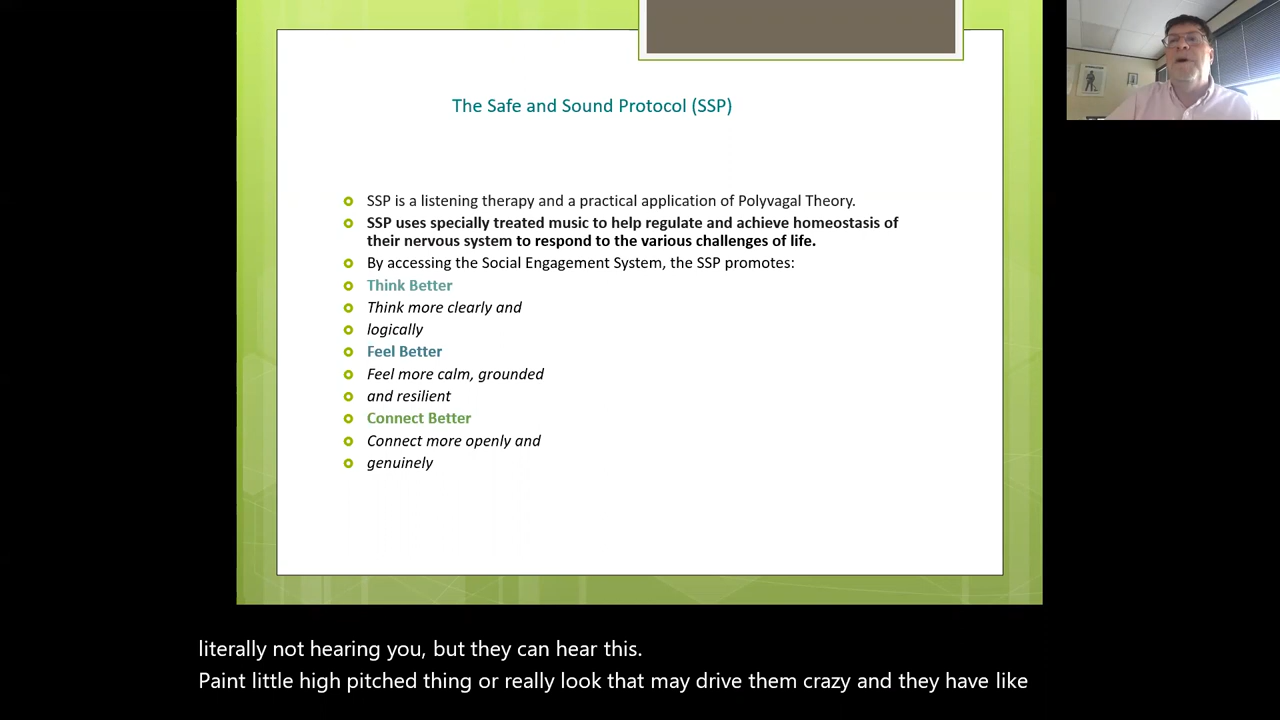 The Safe and Sound Protocol (SSP)
SSP is a listening therapy and a practical application of Polyvagal Theory.
SSP uses specially treated music to help regulate and achieve homeostasis of
their nervous system to respond to the various challenges of life.
By accessing the Social Engagement System, the SSP promotes:
Think Better
Think more clearly and
logically
Feel Better
Feel more calm, grounded
and resilient
Connect Better
Connect more openly and
genuinely
literally not hearing you, but they can hear this.
Paint little high pitched thing or really look that may drive them crazy and they have like